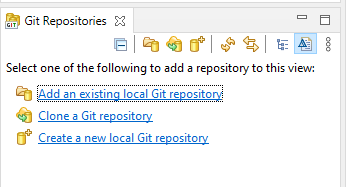 GIT
Git Repositories
Select one of the following to add a repository to this view:
Add an existing local Git repository
Clone a Git repository
Create a new local Git repository